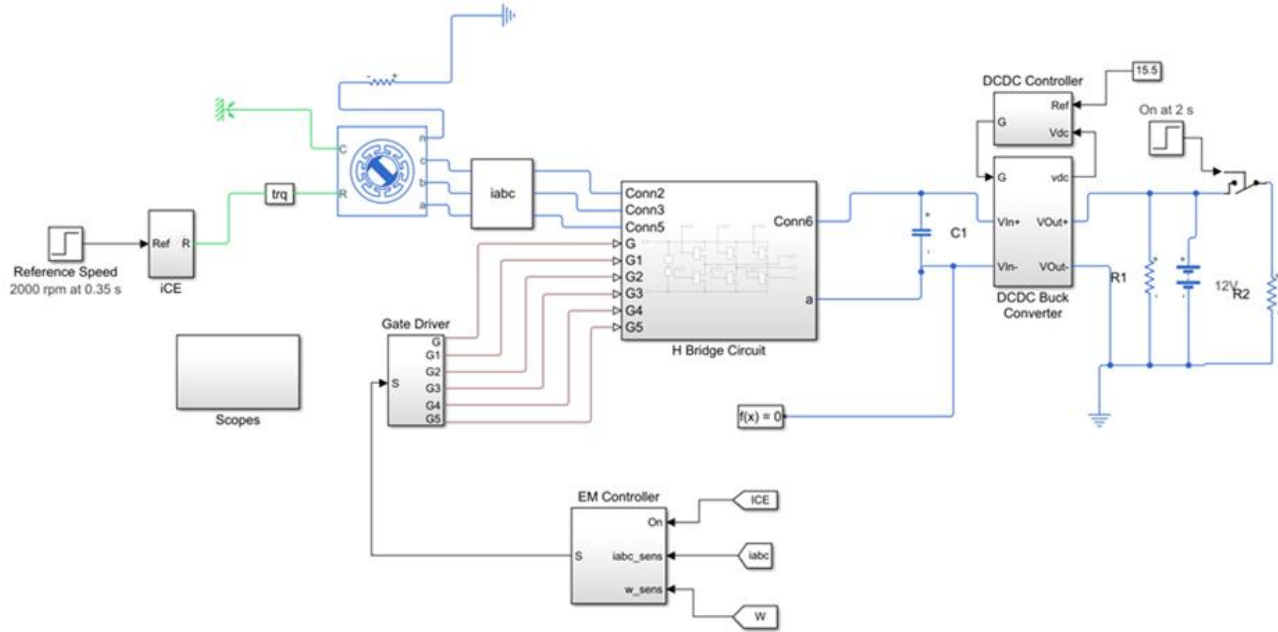 Reference Speed
2000 rpm at 0.35 s
Ref
R
iCE
trq
C
R
n
c
b
a
iabc
Conn2
Conn3
Conn5
G
G1
G2
G3
G4
G5
Conn6
a
H Bridge Circuit
Gate Driver
S
G
G1
G2
G3
G4
G5
Scopes
EM Controller
S
On
iabc_sens
w_sens
ICE
iabc
W
f(x) = 0
C1
DCDC Controller
G
Ref
Vdc
15.5
G
vdc
VIn+
VOut+
VIn-
VOut-
DCDC Buck
Converter
On at 2 s
R1
12V
R2